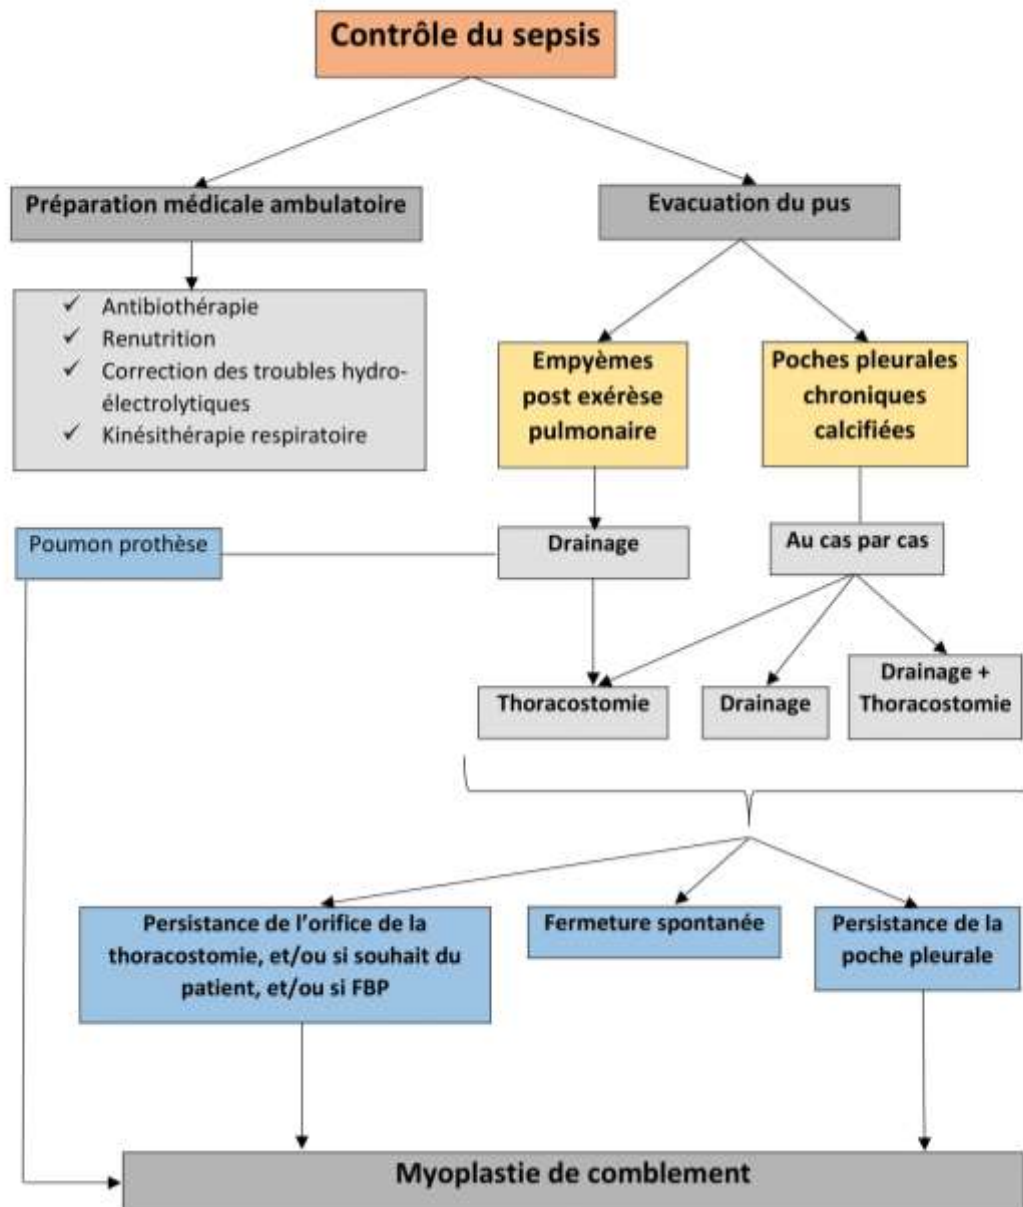 Contrôle du sepsis
Préparation médicale ambulatoire
Evacuation du pus
✓ Antibiothérapie
✓ Renutrition
✓ Correction des troubles hydro-
électrolytiques
✓ Kinésithérapie respiratoire
Empyèmes
post exérèse
pulmonaire
Poches pleurales
chroniques
calcifiées
Poumon prothèse
Drainage
Au cas par cas
Thoracostomie
Drainage
Drainage +
Thoracostomie
Persistance de l’orifice de la
thoracostomie, et/ou si souhait du
patient, et/ou si FBP
Fermeture spontanée
Persistance de la
poche pleurale
Myoplastie de comblement